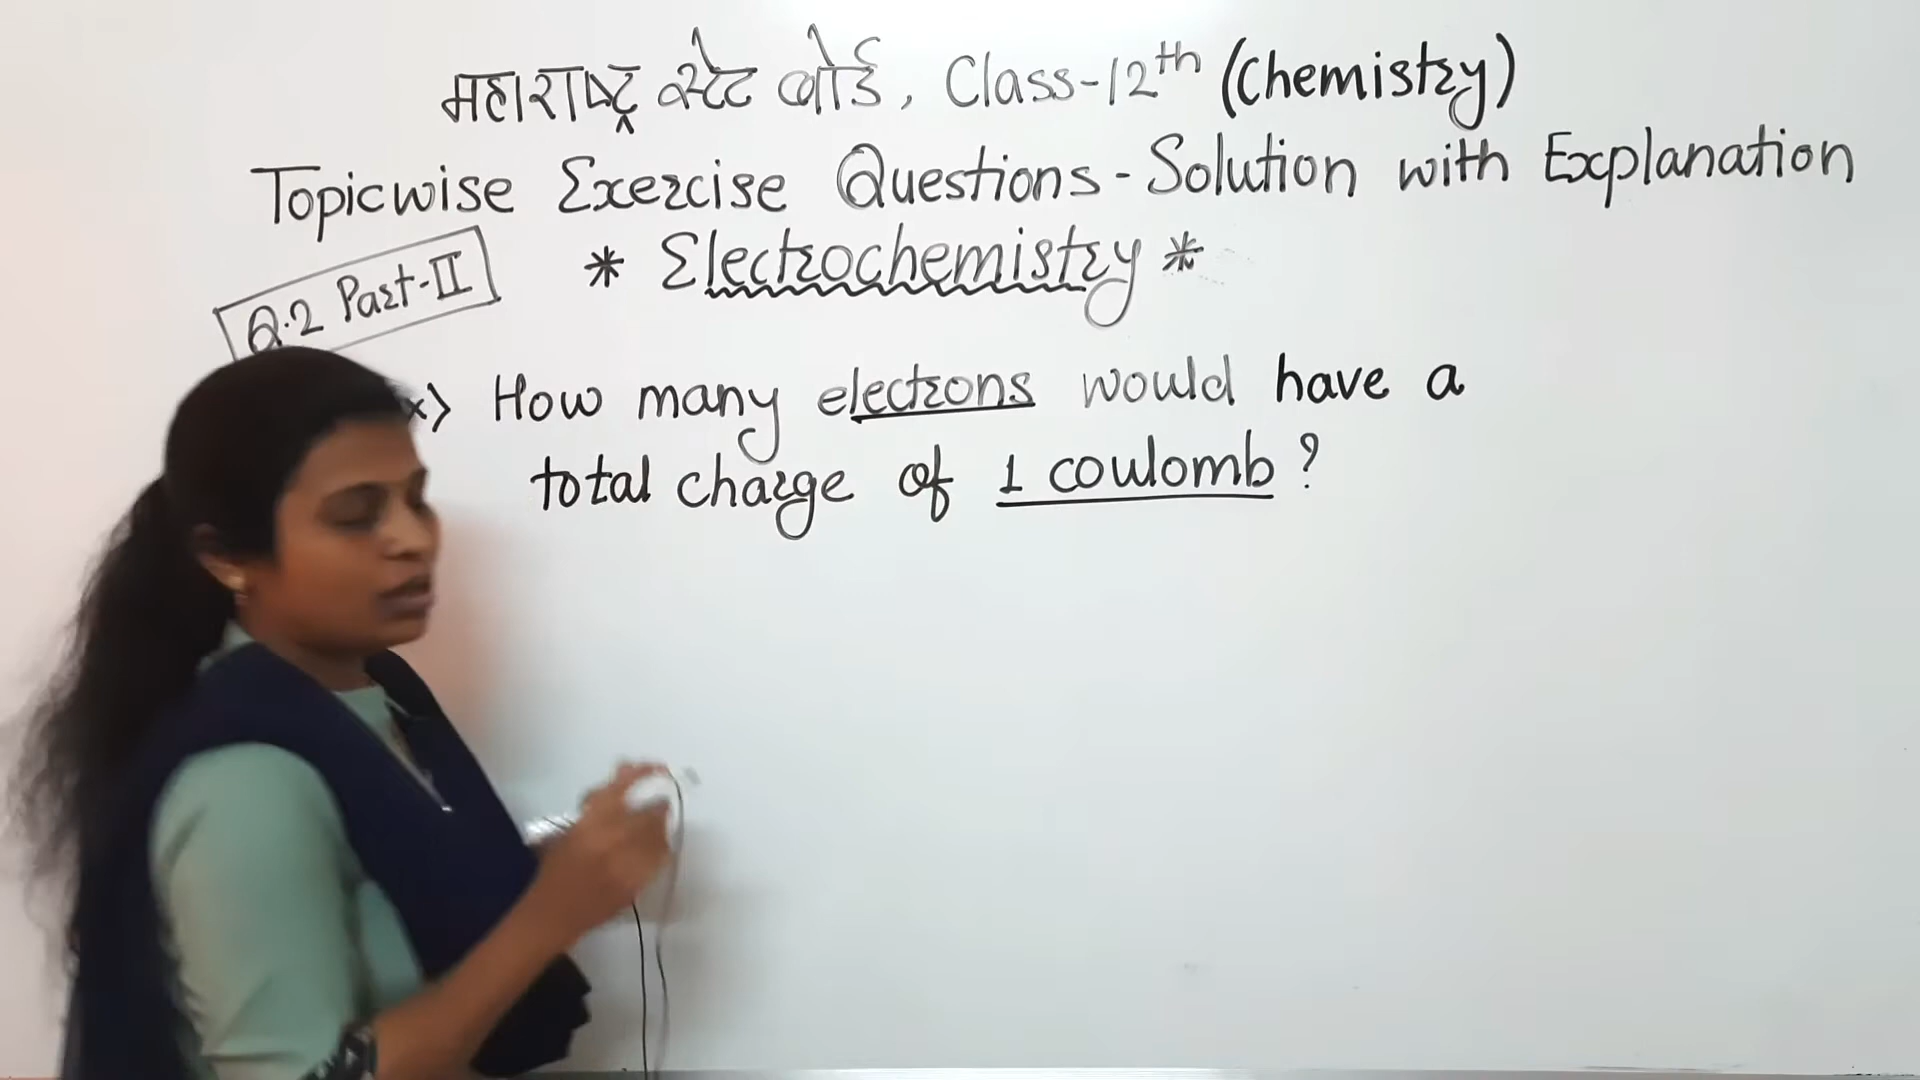 महाराष्ट्र स्टेट बोर्ड, Class-12th (Chemistry)
Topicwise Exercise Questions - Solution with Explanation
* Electrochemistry *
Q.2 Part-II
x> How many electrons would have a
total charge of 1 coulomb ?